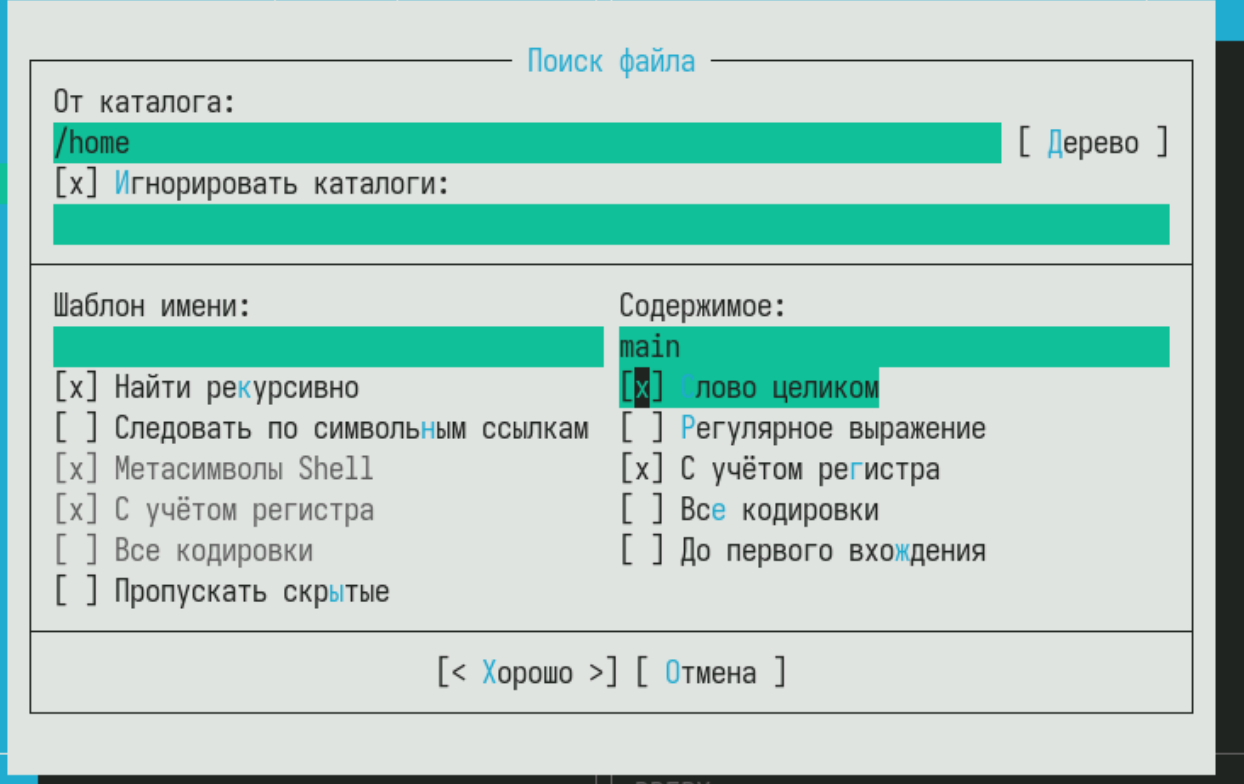 Поиск файла
От каталога:
/home [ Дерево ]
[x] Игнорировать каталоги:
Шаблон имени: Содержимое:
main
[x] Найти рекурсивно [x] Слово целиком
[ ] Следовать по символьным ссылкам [ ] Регулярное выражение
[x] Метасимволы Shell [x] С учётом регистра
[x] С учётом регистра [ ] Все кодировки
[ ] Все кодировки [ ] До первого вхождения
[ ] Пропускать скрытые
[< Хорошо >] [ Отмена ]